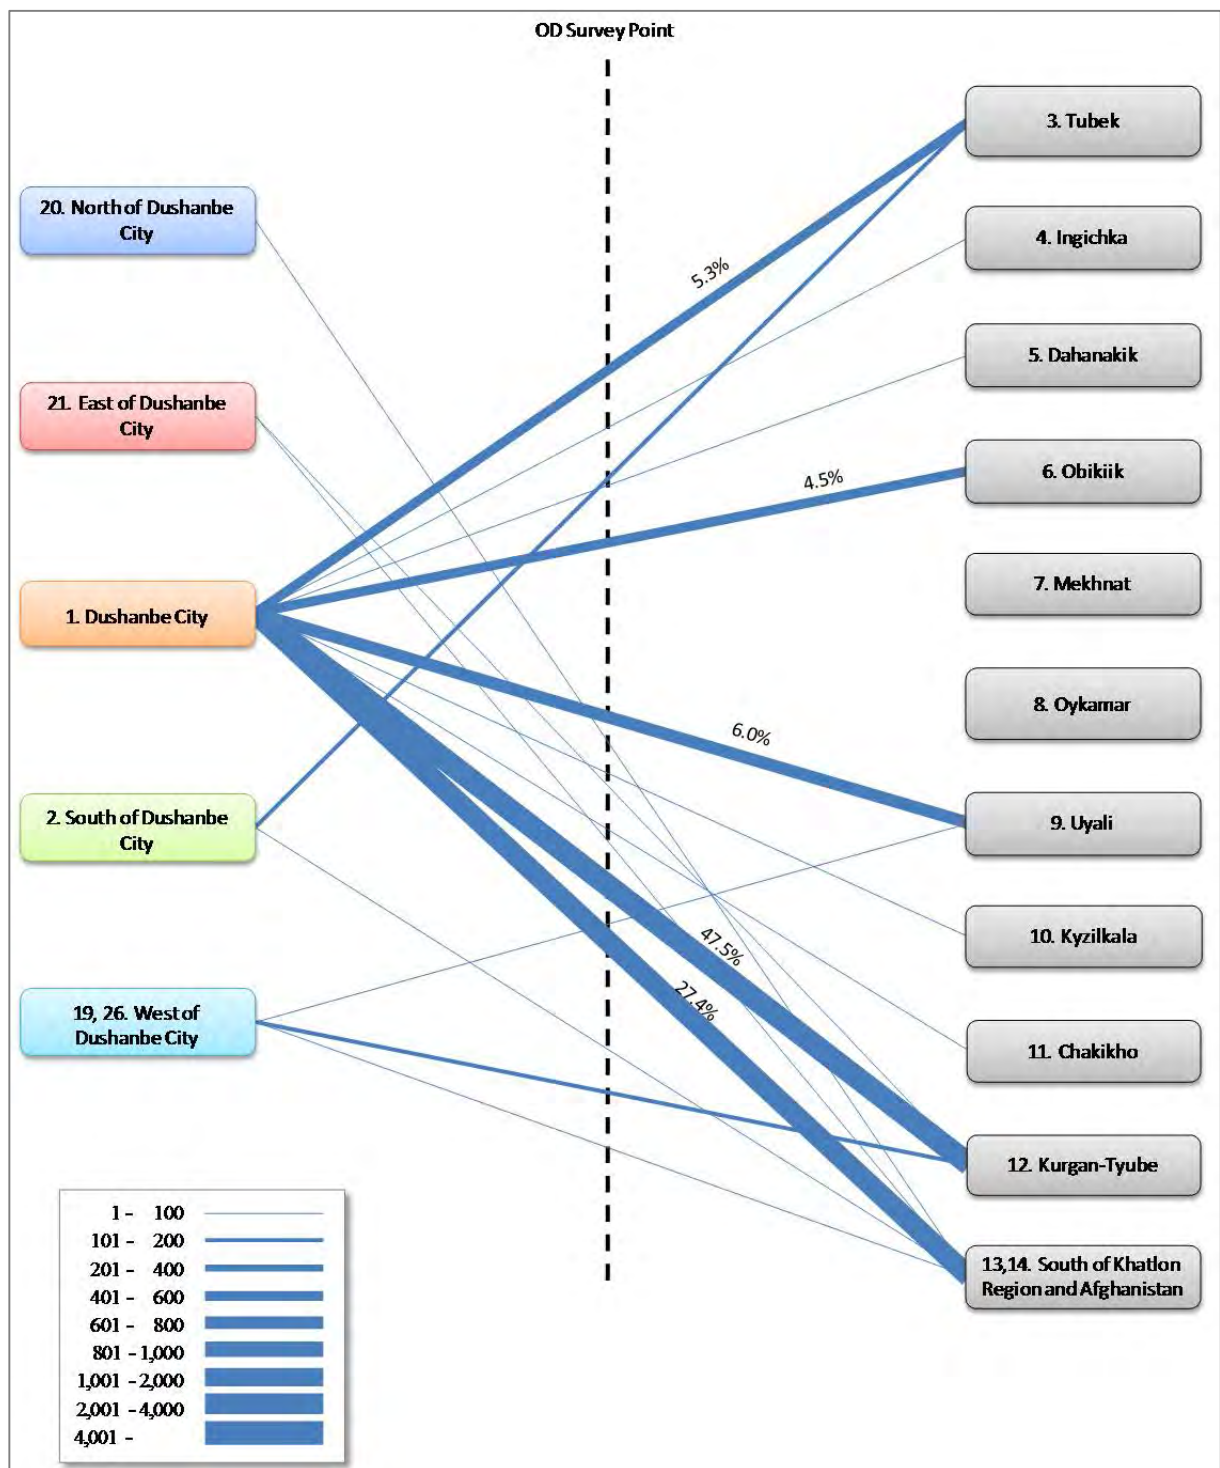 OD Survey Point
3. Tubek
20. North of Dushanbe
City
4. Ingichka
5.3%
5. Dahanakik
21. East of Dushanbe
City
6. Obikiik
4.5%
7. Mekhnat
1. Dushanbe City
8. Oykamar
6.0%
2. South of Dushanbe
City
9. Uyali
10. Kyzilkala
47.5%
27.4%
19, 26. West of
Dushanbe City
11. Chakikho
12. Kurgan-Tyube
13,14. South of Khatlon
Region and Afghanistan
1 - 100
101 - 200
201 - 400
401 - 600
601 - 800
801 - 1,000
1,001 - 2,000
2,001 - 4,000
4,001 -